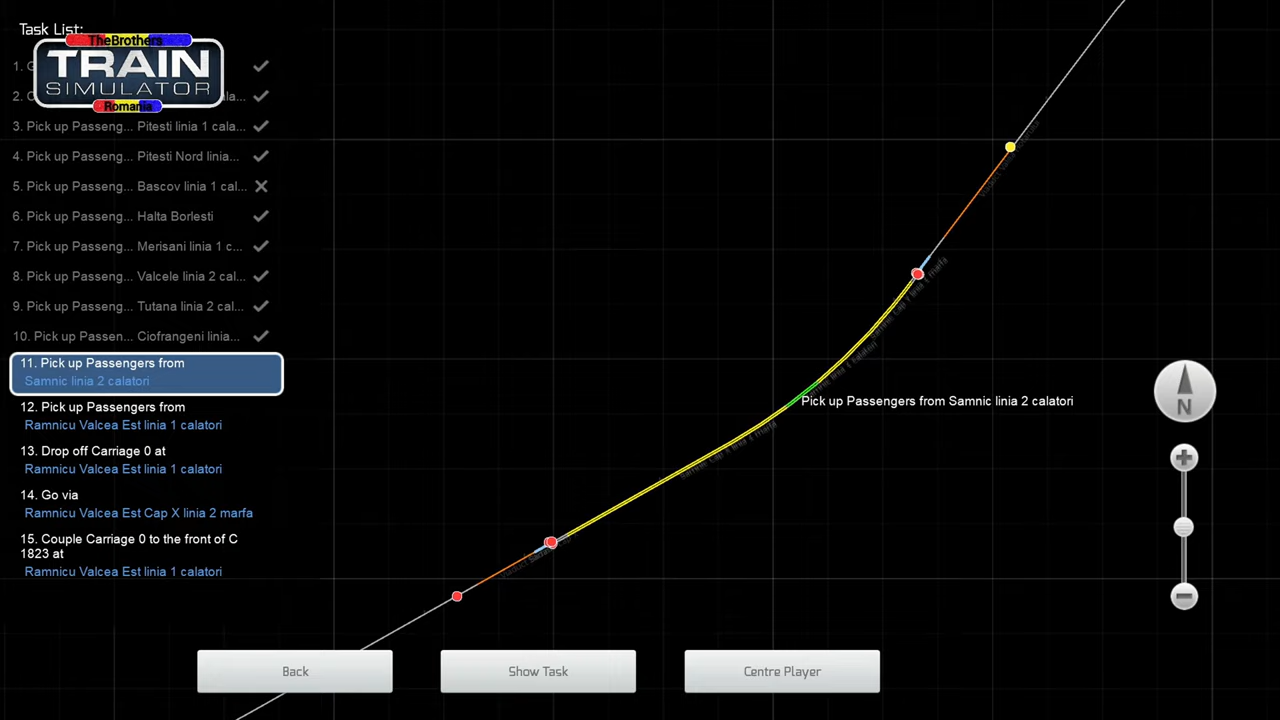 Task List:
TheBrothers
TRAIN
SIMULATOR
Romania
1. G
2. G
ala...
3. Pick up Passeng... Pitesti linia 1 cala...
4. Pick up Passeng... Pitesti Nord linia...
5. Pick up Passeng... Bascov linia 1 cal...
6. Pick up Passeng... Halta Borlesti
7. Pick up Passeng... Merisani linia 1 c...
8. Pick up Passeng... Valcele linia 2 cal...
9. Pick up Passeng... Tutana linia 2 cal...
10. Pick up Passen... Ciofrangeni linia...
11. Pick up Passengers from
Samnic linia 2 calatori
12. Pick up Passengers from
Ramnicu Valcea Est linia 1 calatori
13. Drop off Carriage 0 at
Ramnicu Valcea Est linia 1 calatori
14. Go via
Ramnicu Valcea Est Cap X linia 2 marfa
15. Couple Carriage 0 to the front of C
1823 at
Ramnicu Valcea Est linia 1 calatori
Pick up Passengers from Samnic linia 2 calatori
N
Back
Show Task
Centre Player